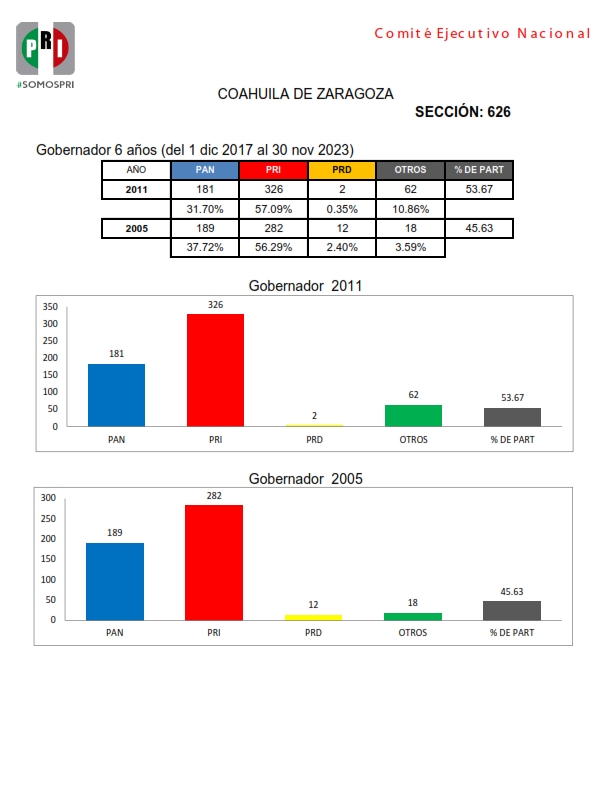 PRI
#SOMOSPRI
Comité Ejecutivo Nacional
COAHUILA DE ZARAGOZA
SECCIÓN: 626
Gobernador 6 años (del 1 dic 2017 al 30 nov 2023)
AÑO PAN PRI PRD OTROS % DE PART
2011 181 326 2 62 53.67
31.70% 57.09% 0.35% 10.86%
2005 189 282 12 18 45.63
37.72% 56.29% 2.40% 3.59%
Gobernador 2011
350
300
250
200
150
100
50
0
181
326
2
62
53.67
PAN PRI PRD OTROS % DE PART
Gobernador 2005
300
250
200
150
100
50
0
189
282
12
18
45.63
PAN PRI PRD OTROS % DE PART